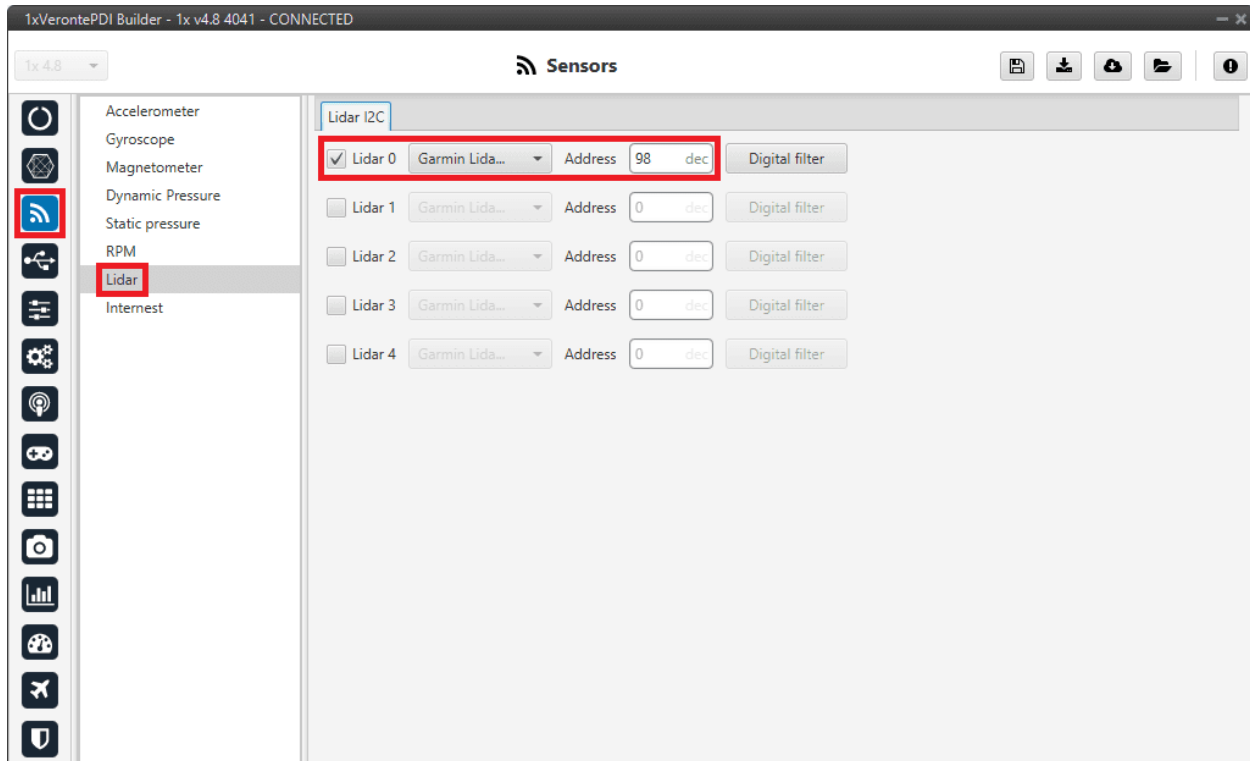 1xVerontePDI Builder - 1x v4.8 4041 - CONNECTED
1x 4.8
Sensors
Accelerometer
Gyroscope
Magnetometer
Dynamic Pressure
Static pressure
RPM
Lidar
Internest
Lidar I2C
Lidar 0 Garmin Lida... Address 98 dec Digital filter
Lidar 1 Garmin Lida... Address 0 dec Digital filter
Lidar 2 Garmin Lida... Address 0 dec Digital filter
Lidar 3 Garmin Lida... Address 0 dec Digital filter
Lidar 4 Garmin Lida... Address 0 dec Digital filter